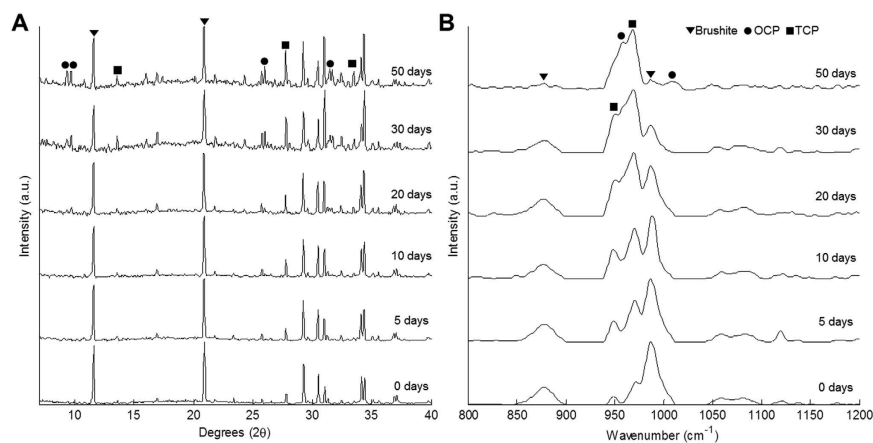 A
50 days
30 days
20 days
10 days
5 days
0 days
Intensity (a.u.)
10 15 20 25 30 35 40
Degrees (2θ)
B
Brushite OCP TCP
50 days
30 days
20 days
10 days
5 days
0 days
Intensity (a.u.)
800 850 900 950 1000 1050 1100 1150 1200
Wavenumber (cm⁻¹)